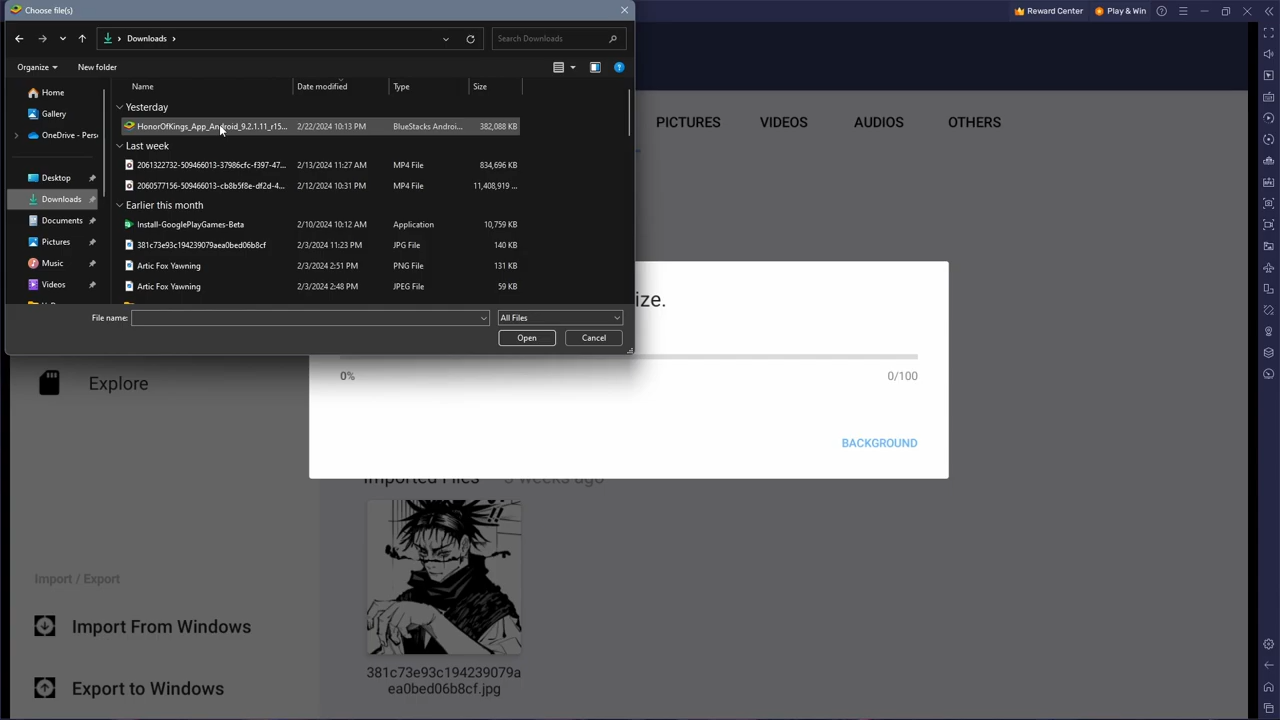 Choose file(s)
Reward Center
Play & Win
Downloads
Search Downloads
Organize
New folder
Name
Date modified
Type
Size
Home
Gallery
OneDrive - Pers
Desktop
Downloads
Documents
Pictures
Music
Videos
Yesterday
HonorOfKings_App_Android_9.2.1.11_r15... 2/22/2024 10:13 PM BlueStacks Androi... 382,088 KB
Last week
2061322732-509466013-37986cfc-f397-47... 2/13/2024 11:27 AM MP4 File 834,696 KB
2060577156-509466013-cb8b5f8e-df2d-4... 2/12/2024 10:31 PM MP4 File 11,408,919 ...
Earlier this month
Install-GooglePlayGames-Beta 2/10/2024 10:12 AM Application 10,759 KB
381c73e93c194239079aea0bed06b8cf 2/3/2024 11:23 PM JPG File 140 KB
Artic Fox Yawning 2/3/2024 2:51 PM PNG File 131 KB
Artic Fox Yawning 2/3/2024 2:48 PM JPEG File 59 KB
File name:
All Files
Open
Cancel
PICTURES
VIDEOS
AUDIOS
OTHERS
ize.
0%
0/100
BACKGROUND
Explore
Imported Files 3 weeks ago
381c73e93c194239079a
ea0bed06b8cf.jpg
Import / Export
Import From Windows
Export to Windows